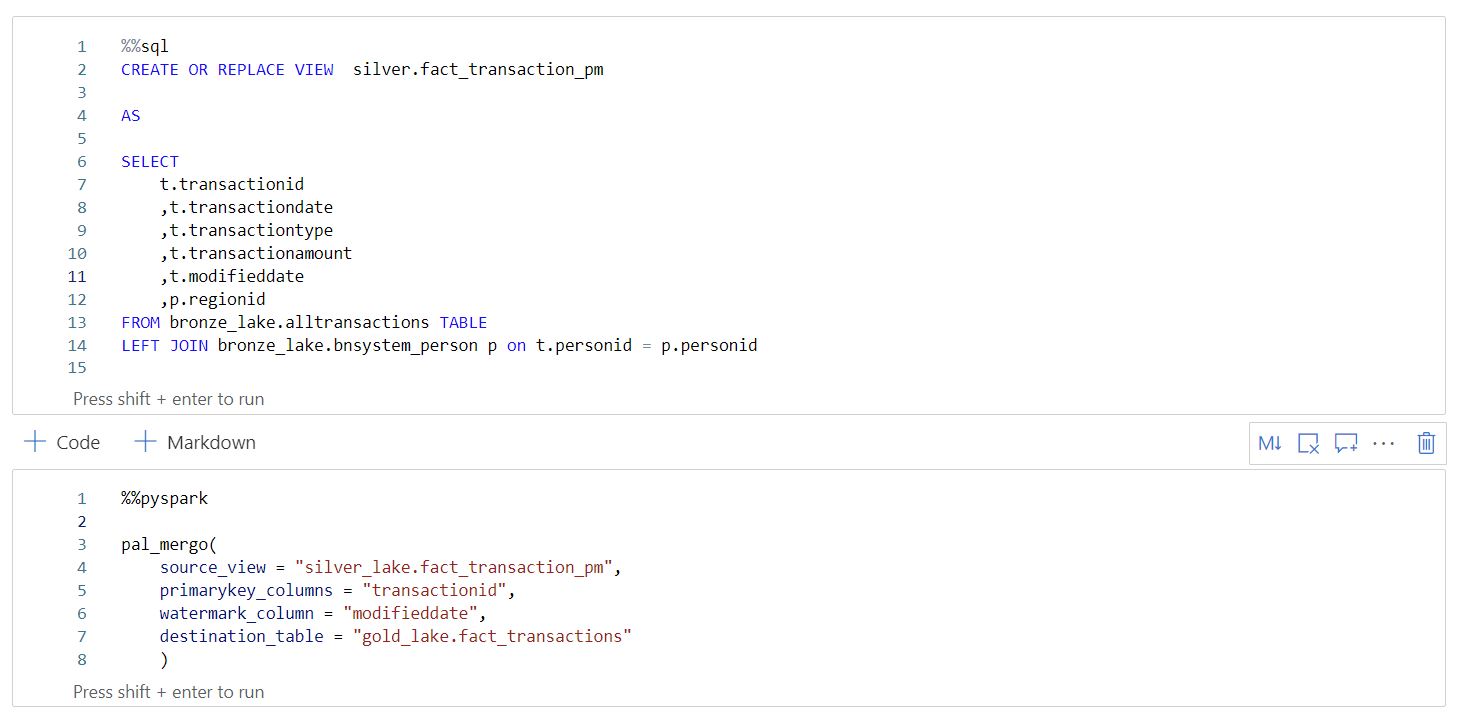 1 %%sql
2 CREATE OR REPLACE VIEW  silver.fact_transaction_pm
3
4 AS
5
6 SELECT
7     t.transactionid
8     ,t.transactiondate
9     ,t.transactiontype
10     ,t.transactionamount
11     ,t.modifieddate
12     ,p.regionid
13 FROM bronze_lake.alltransactions TABLE
14 LEFT JOIN bronze_lake.bnsystem_person p on t.personid = p.personid
15
Press shift + enter to run
+ Code + Markdown M↓ ...
1 %%pyspark
2
3 pal_mergo(
4     source_view = "silver_lake.fact_transaction_pm",
5     primarykey_columns = "transactionid",
6     watermark_column = "modifieddate",
7     destination_table = "gold_lake.fact_transactions"
8     )
Press shift + enter to run